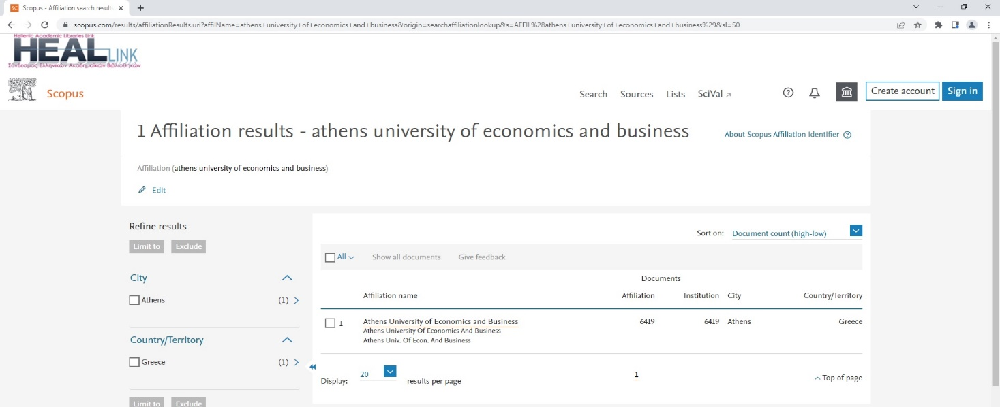 Scopus - Affiliation search results
scopus.com/results/affiliationResults.uri?affilName=athens+university+of+economics+and+business&origin=searchaffiliationlookup&s=AFFIL%28athens+university+of+economics+and+business%29&sl=50
Hellenic Academic Libraries Link
HEAL LINK
Σύνδεσμος Ελληνικών Ακαδημαϊκών Βιβλιοθηκών
Scopus
Search Sources Lists SciVal Create account Sign in
1 Affiliation results - athens university of economics and business
About Scopus Affiliation Identifier
Affiliation (athens university of economics and business)
Edit
Refine results
Limit to Exclude
City
Athens (1)
Country/Territory
Greece (1)
Limit to Exclude
Sort on: Document count (high-low)
All Show all documents Give feedback
Documents
Affiliation name Affiliation Institution City Country/Territory
1 Athens University of Economics and Business 6419 6419 Athens Greece
Athens University Of Economics And Business
Athens Univ. Of Econ. And Business
Display: 20 results per page
1
Top of page